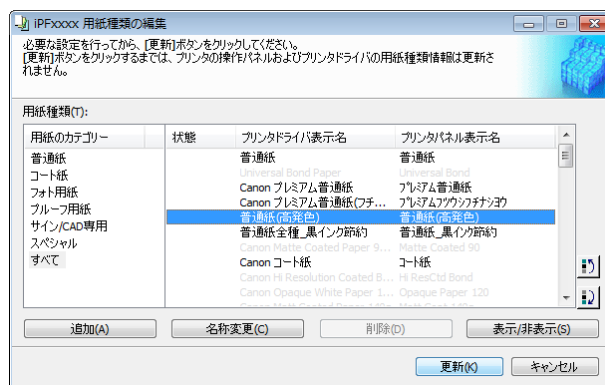 iPFxxxx 用紙種類の編集
必要な設定を行ってから、[更新]ボタンをクリックしてください。
[更新]ボタンをクリックするまでは、プリンタの操作パネルおよびプリンタドライバの用紙種類情報は更新さ
れません。
用紙種類(T):
用紙のカテゴリー 状態 プリンタドライバ表示名 プリンタパネル表示名
普通紙
コート紙
フォト用紙
プルーフ用紙
サイン/CAD専用
スペシャル
すべて
普通紙 普通紙
Universal Bond Paper Universal Bond
Canon プレミアム普通紙 プレミアム普通紙
Canon プレミアム普通紙(フチ... プレミアムフツウシフチナシヨウ
普通紙(高発色) 普通紙(高発色)
普通紙全種_黒インク節約 普通紙_黒インク節約
Canon Matte Coated Paper 9... Matte Coated 90
Canon コート紙 コート紙
Canon Hi Resolution Coated B... Hi ResCtd Bond
Canon Opaque White Paper 1... Opaque Paper 120
追加(A) 名称変更(C) 削除(D) 表示/非表示(S)
更新(K) キャンセル